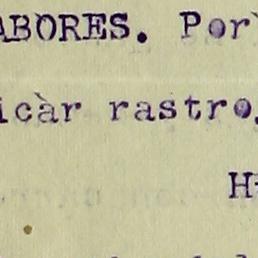 ABORES. Por
icàr rastro,
H